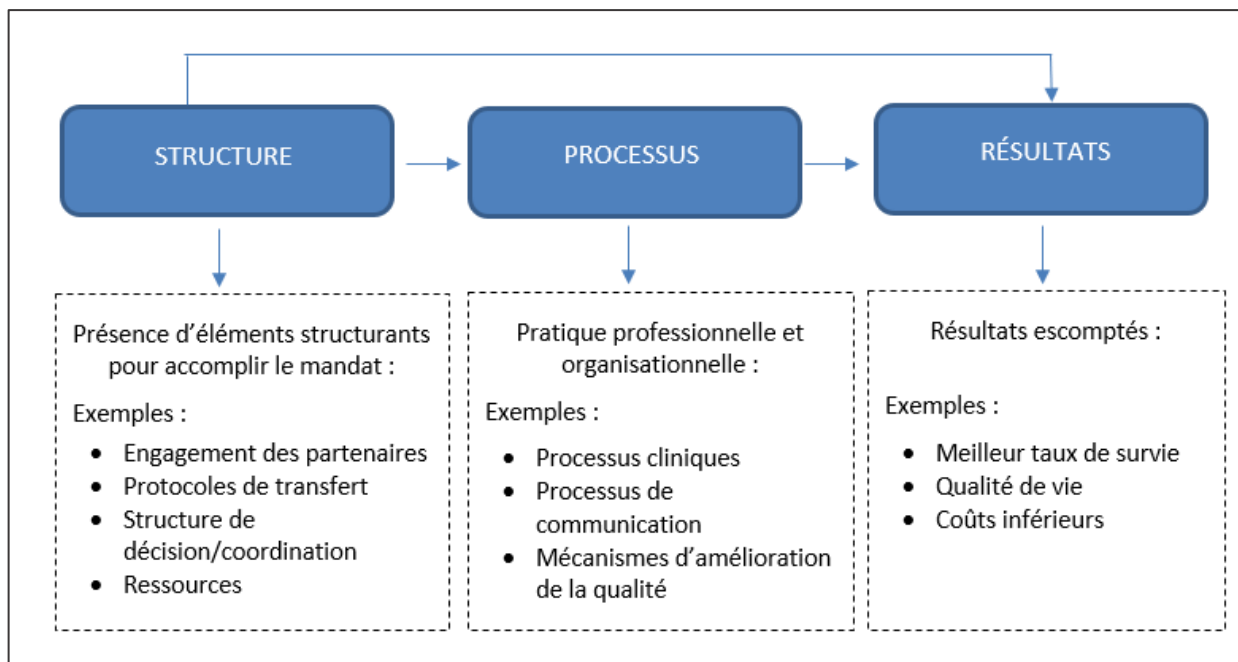 STRUCTURE
PROCESSUS
RÉSULTATS
Présence d’éléments structurants
pour accomplir le mandat :
Exemples :
• Engagement des partenaires
• Protocoles de transfert
• Structure de
décision/coordination
• Ressources
Pratique professionnelle et
organisationnelle :
Exemples :
• Processus cliniques
• Processus de
communication
• Mécanismes d’amélioration
de la qualité
Résultats escomptés :
Exemples :
• Meilleur taux de survie
• Qualité de vie
• Coûts inférieurs